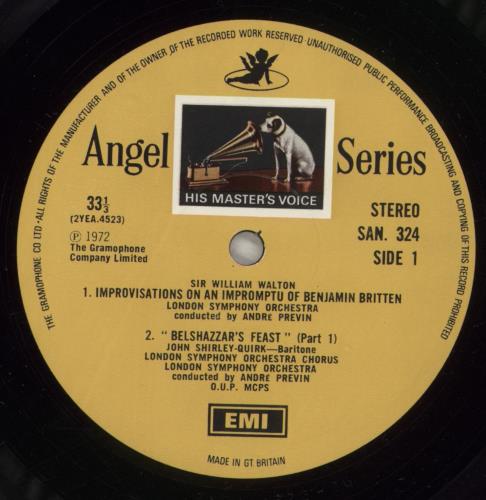 THE GRAMOPHONE CO LTD · ALL RIGHTS OF THE MANUFACTURER AND OF THE OWNER OF THE RECORDED WORK RESERVED · UNAUTHORISED PUBLIC PERFORMANCE BROADCASTING AND COPYING OF THIS RECORD PROHIBITED
Angel Series
HIS MASTER'S VOICE
33⅓
(2YEA.4523)
℗ 1972
The Gramophone
Company Limited
STEREO
SAN. 324
SIDE 1
SIR WILLIAM WALTON
1. IMPROVISATIONS ON AN IMPROMPTU OF BENJAMIN BRITTEN
LONDON SYMPHONY ORCHESTRA
conducted by ANDRE PREVIN
2. "BELSHAZZAR'S FEAST" (Part 1)
JOHN SHIRLEY-QUIRK—Baritone
LONDON SYMPHONY ORCHESTRA CHORUS
LONDON SYMPHONY ORCHESTRA
conducted by ANDRE PREVIN
O.U.P. MCPS
EMI
MADE IN GT. BRITAIN